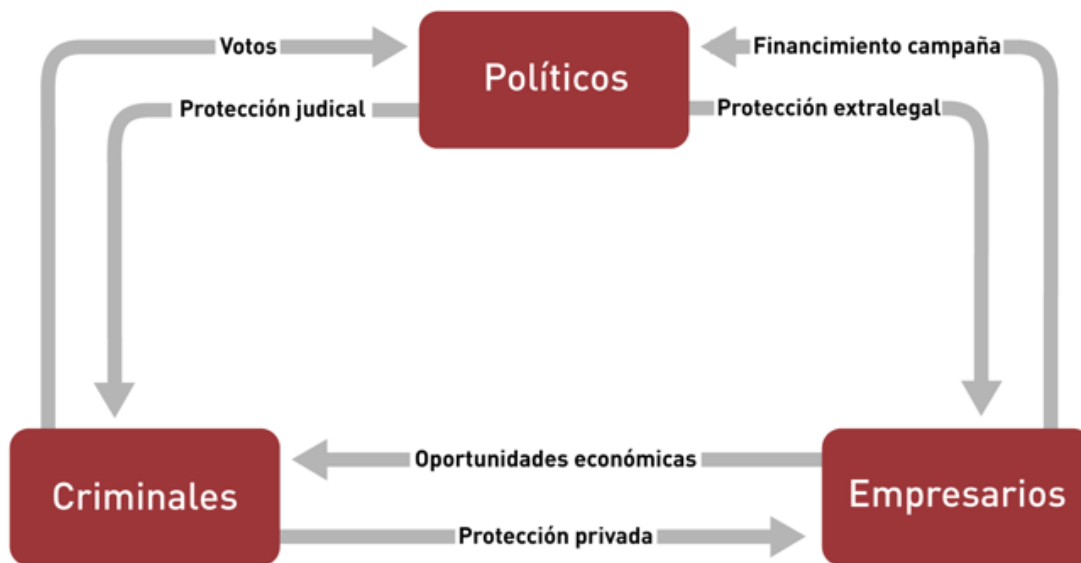 Votos
Financimiento campaña
Políticos
Protección judical
Protección extralegal
Oportunidades económicas
Criminales
Empresarios
Protección privada